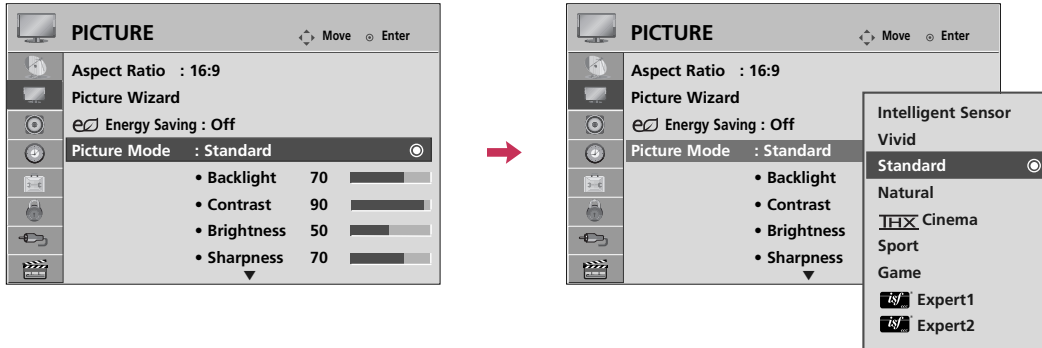 PICTURE
Move Enter
Aspect Ratio : 16:9
Picture Wizard
Energy Saving : Off
Picture Mode : Standard
• Backlight 70
• Contrast 90
• Brightness 50
• Sharpness 70
PICTURE
Move Enter
Aspect Ratio : 16:9
Picture Wizard
Energy Saving : Off
Picture Mode : Standard
• Backlight
• Contrast
• Brightness
• Sharpness
Intelligent Sensor
Vivid
Standard
Natural
THX Cinema
Sport
Game
isf Expert1
isf Expert2